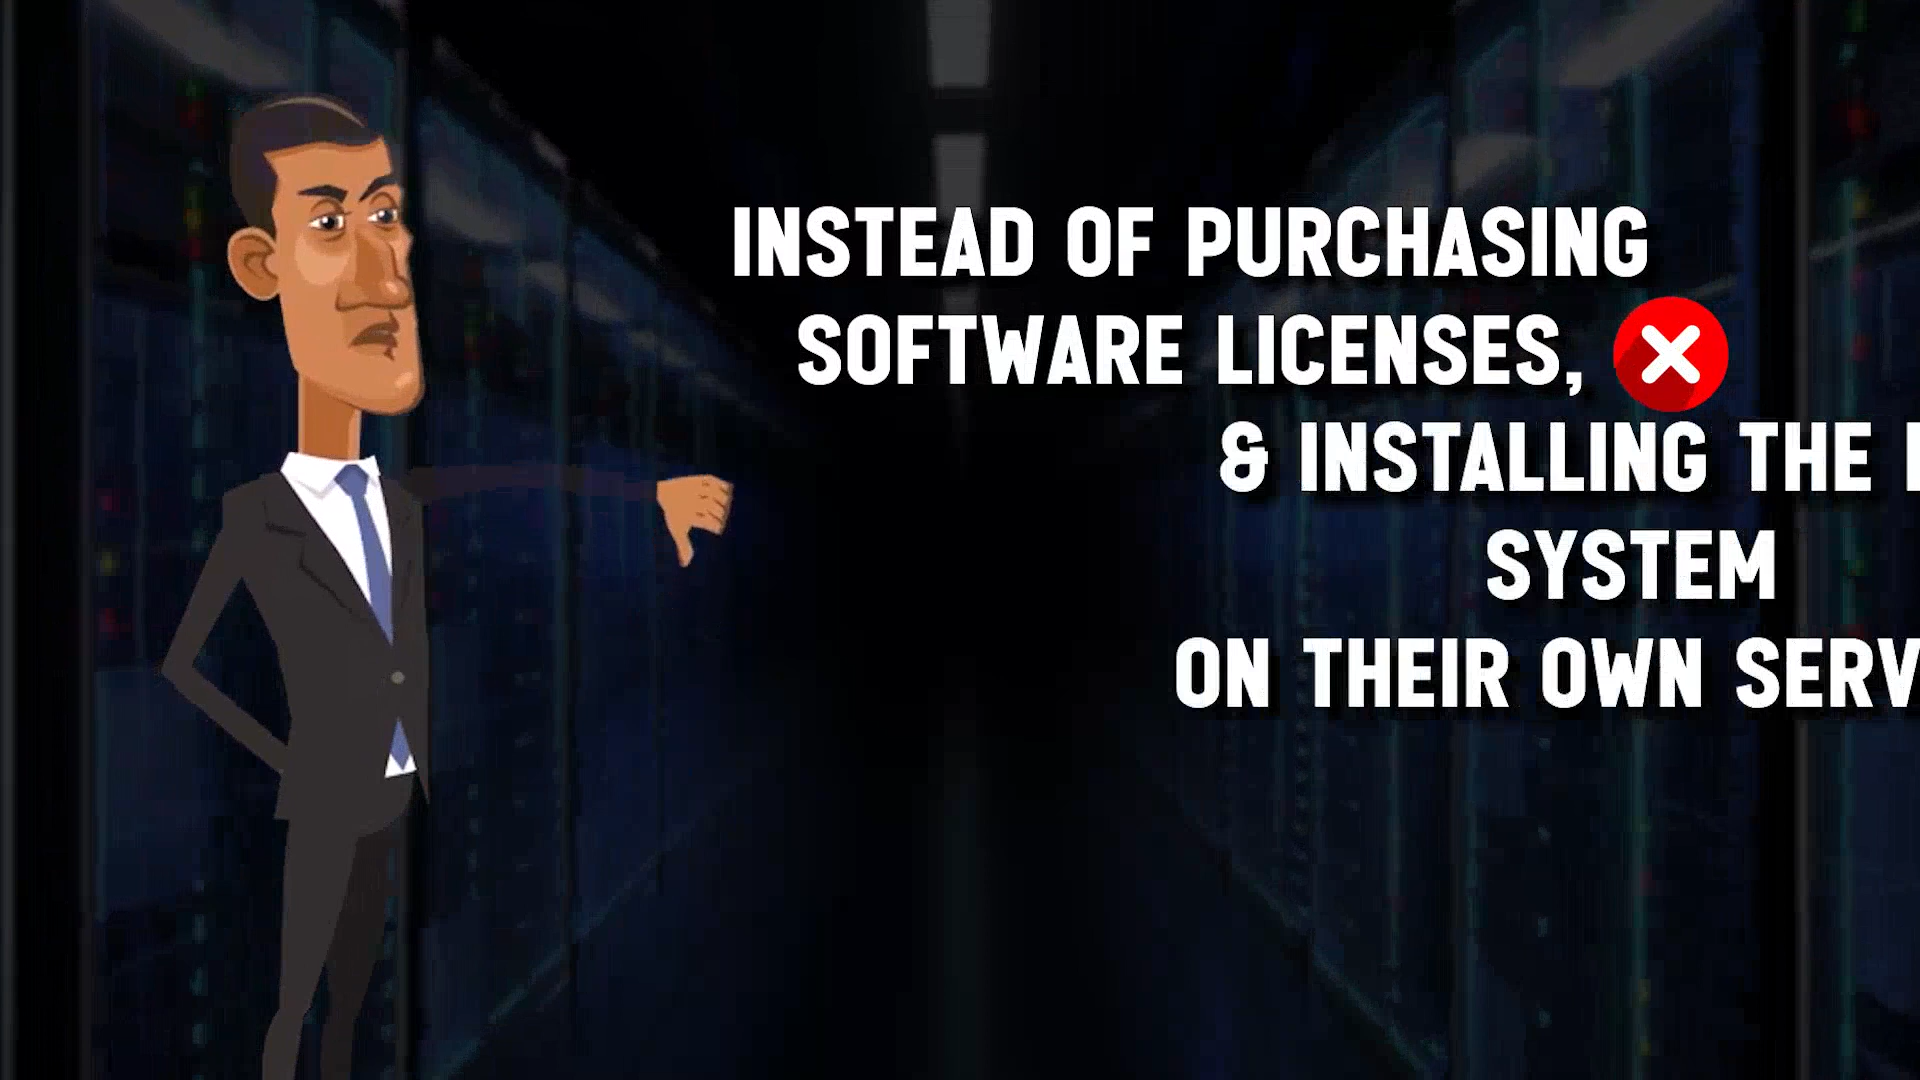 INSTEAD OF PURCHASING
SOFTWARE LICENSES,
& INSTALLING THE
SYSTEM
ON THEIR OWN